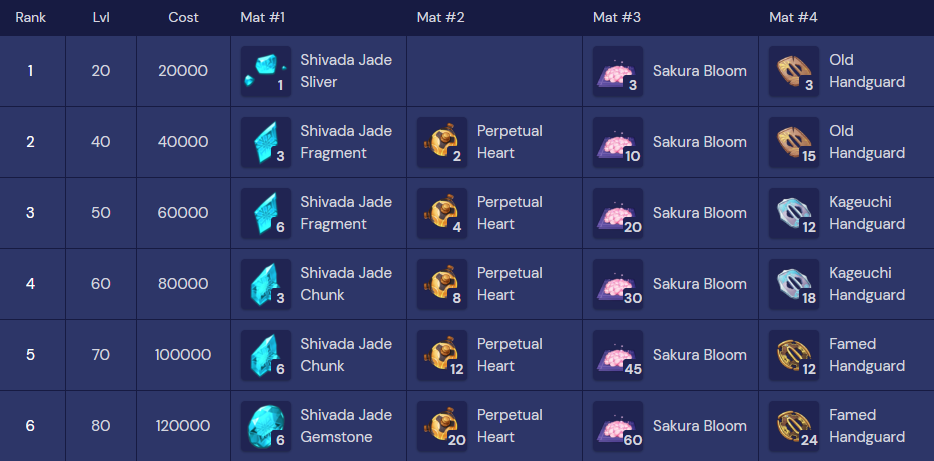 Rank Lvl Cost Mat #1 Mat #2 Mat #3 Mat #4
1 20 20000 1 Shivada Jade Sliver 3 Sakura Bloom 3 Old Handguard
2 40 40000 3 Shivada Jade Fragment 2 Perpetual Heart 10 Sakura Bloom 15 Old Handguard
3 50 60000 6 Shivada Jade Fragment 4 Perpetual Heart 20 Sakura Bloom 12 Kageuchi Handguard
4 60 80000 3 Shivada Jade Chunk 8 Perpetual Heart 30 Sakura Bloom 18 Kageuchi Handguard
5 70 100000 6 Shivada Jade Chunk 12 Perpetual Heart 45 Sakura Bloom 12 Famed Handguard
6 80 120000 6 Shivada Jade Gemstone 20 Perpetual Heart 60 Sakura Bloom 24 Famed Handguard